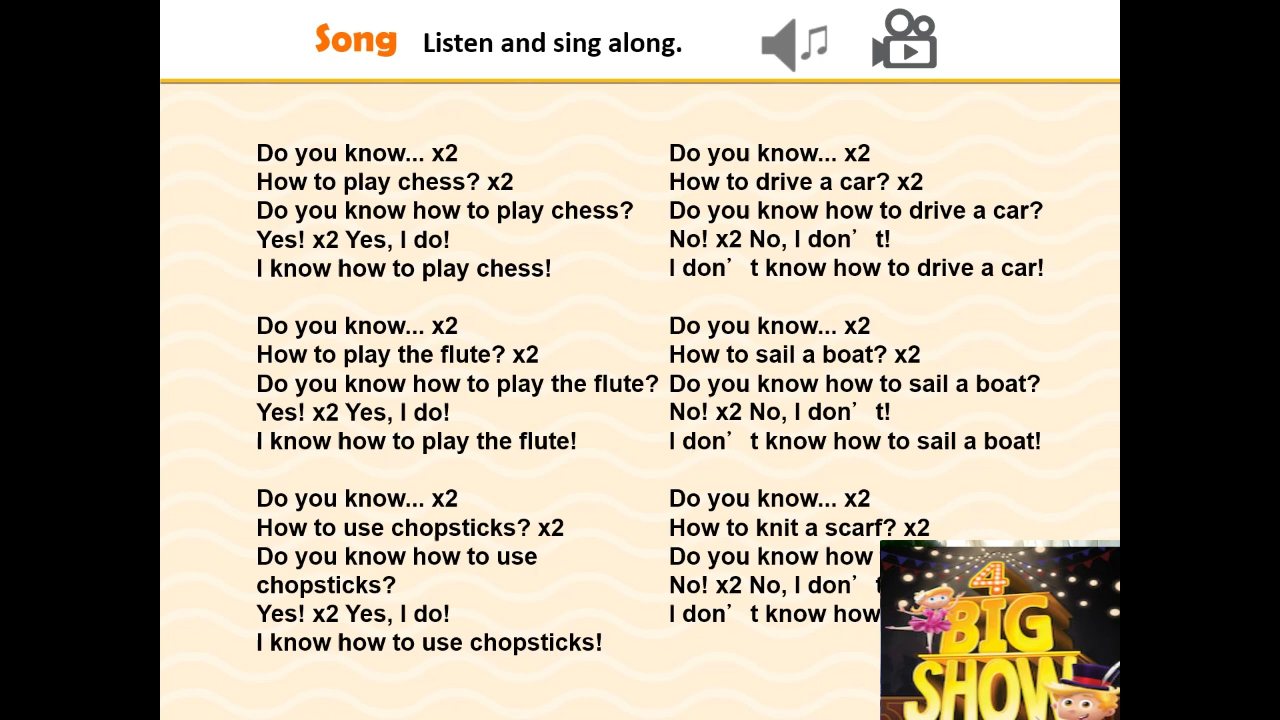 Song Listen and sing along.
Do you know... x2
How to play chess? x2
Do you know how to play chess?
Yes! x2 Yes, I do!
I know how to play chess!
Do you know... x2
How to play the flute? x2
Do you know how to play the flute?
Yes! x2 Yes, I do!
I know how to play the flute!
Do you know... x2
How to use chopsticks? x2
Do you know how to use
chopsticks?
Yes! x2 Yes, I do!
I know how to use chopsticks!
Do you know... x2
How to drive a car? x2
Do you know how to drive a car?
No! x2 No, I don’t!
I don’t know how to drive a car!
Do you know... x2
How to sail a boat? x2
Do you know how to sail a boat?
No! x2 No, I don’t!
I don’t know how to sail a boat!
Do you know... x2
How to knit a scarf? x2
Do you know how
No! x2 No, I don’t
I don’t know how
4
BIG
SHOW